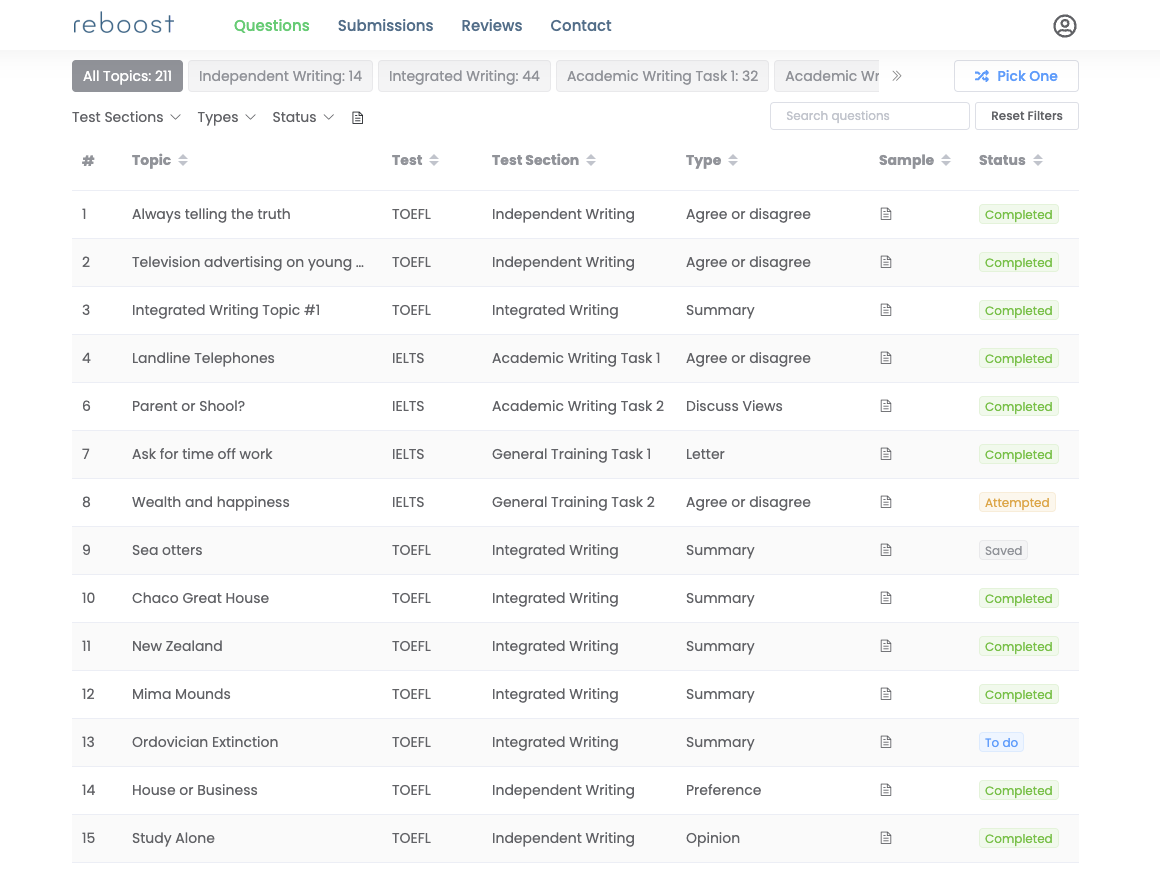 reboost Questions Submissions Reviews Contact
All Topics: 211 Independent Writing: 14 Integrated Writing: 44 Academic Writing Task 1: 32 Academic Wr Pick One
Test Sections Types Status Search questions Reset Filters
# Topic Test Test Section Type Sample Status
1 Always telling the truth TOEFL Independent Writing Agree or disagree Completed
2 Television advertising on young ... TOEFL Independent Writing Agree or disagree Completed
3 Integrated Writing Topic #1 TOEFL Integrated Writing Summary Completed
4 Landline Telephones IELTS Academic Writing Task 1 Agree or disagree Completed
6 Parent or Shool? IELTS Academic Writing Task 2 Discuss Views Completed
7 Ask for time off work IELTS General Training Task 1 Letter Completed
8 Wealth and happiness IELTS General Training Task 2 Agree or disagree Attempted
9 Sea otters TOEFL Integrated Writing Summary Saved
10 Chaco Great House TOEFL Integrated Writing Summary Completed
11 New Zealand TOEFL Integrated Writing Summary Completed
12 Mima Mounds TOEFL Integrated Writing Summary Completed
13 Ordovician Extinction TOEFL Integrated Writing Summary To do
14 House or Business TOEFL Independent Writing Preference Completed
15 Study Alone TOEFL Independent Writing Opinion Completed